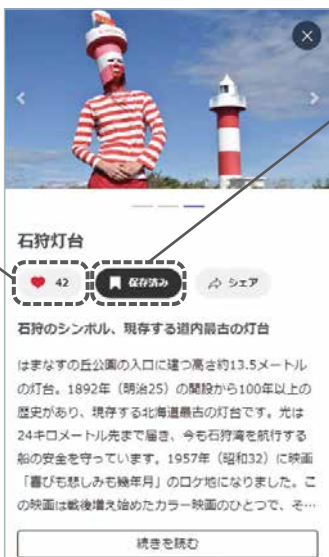 石狩灯台
42
保存済み
シェア
石狩のシンボル、現存する道内最古の灯台
はまなすの丘公園の入口に建つ高さ約13.5メートル
の灯台。1892年（明治25）の開設から100年以上の
歴史があり、現存する北海道最古の灯台です。光は
24キロメートル先まで届き、今も石狩湾を航行する
船の安全を守っています。1957年（昭和32）に映画
「喜びも悲しみも幾年月」のロケ地になりました。こ
の映画は戦後増え始めたカラー映画のひとつで、そ…
続きを読む